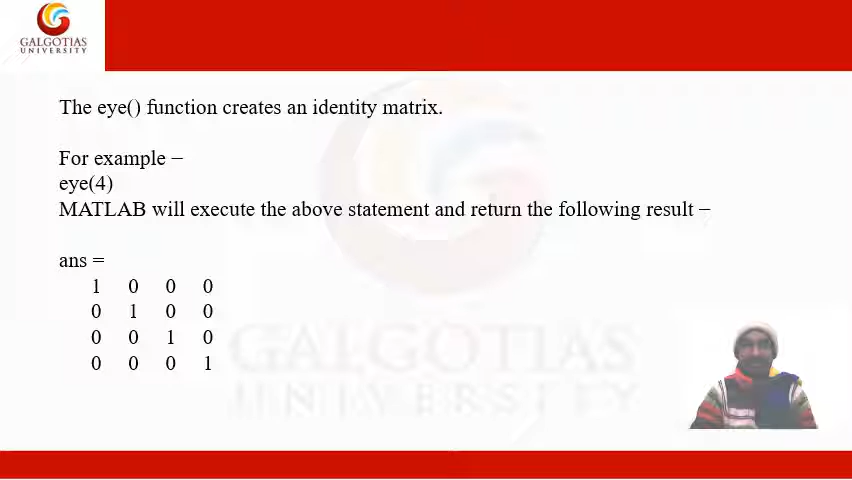 GALGOTIAS
UNIVERSITY
The eye() function creates an identity matrix.
For example −
eye(4)
MATLAB will execute the above statement and return the following result −
ans =
1 0 0 0
0 1 0 0
0 0 1 0
0 0 0 1
GALGOTIAS
UNIVERSITY